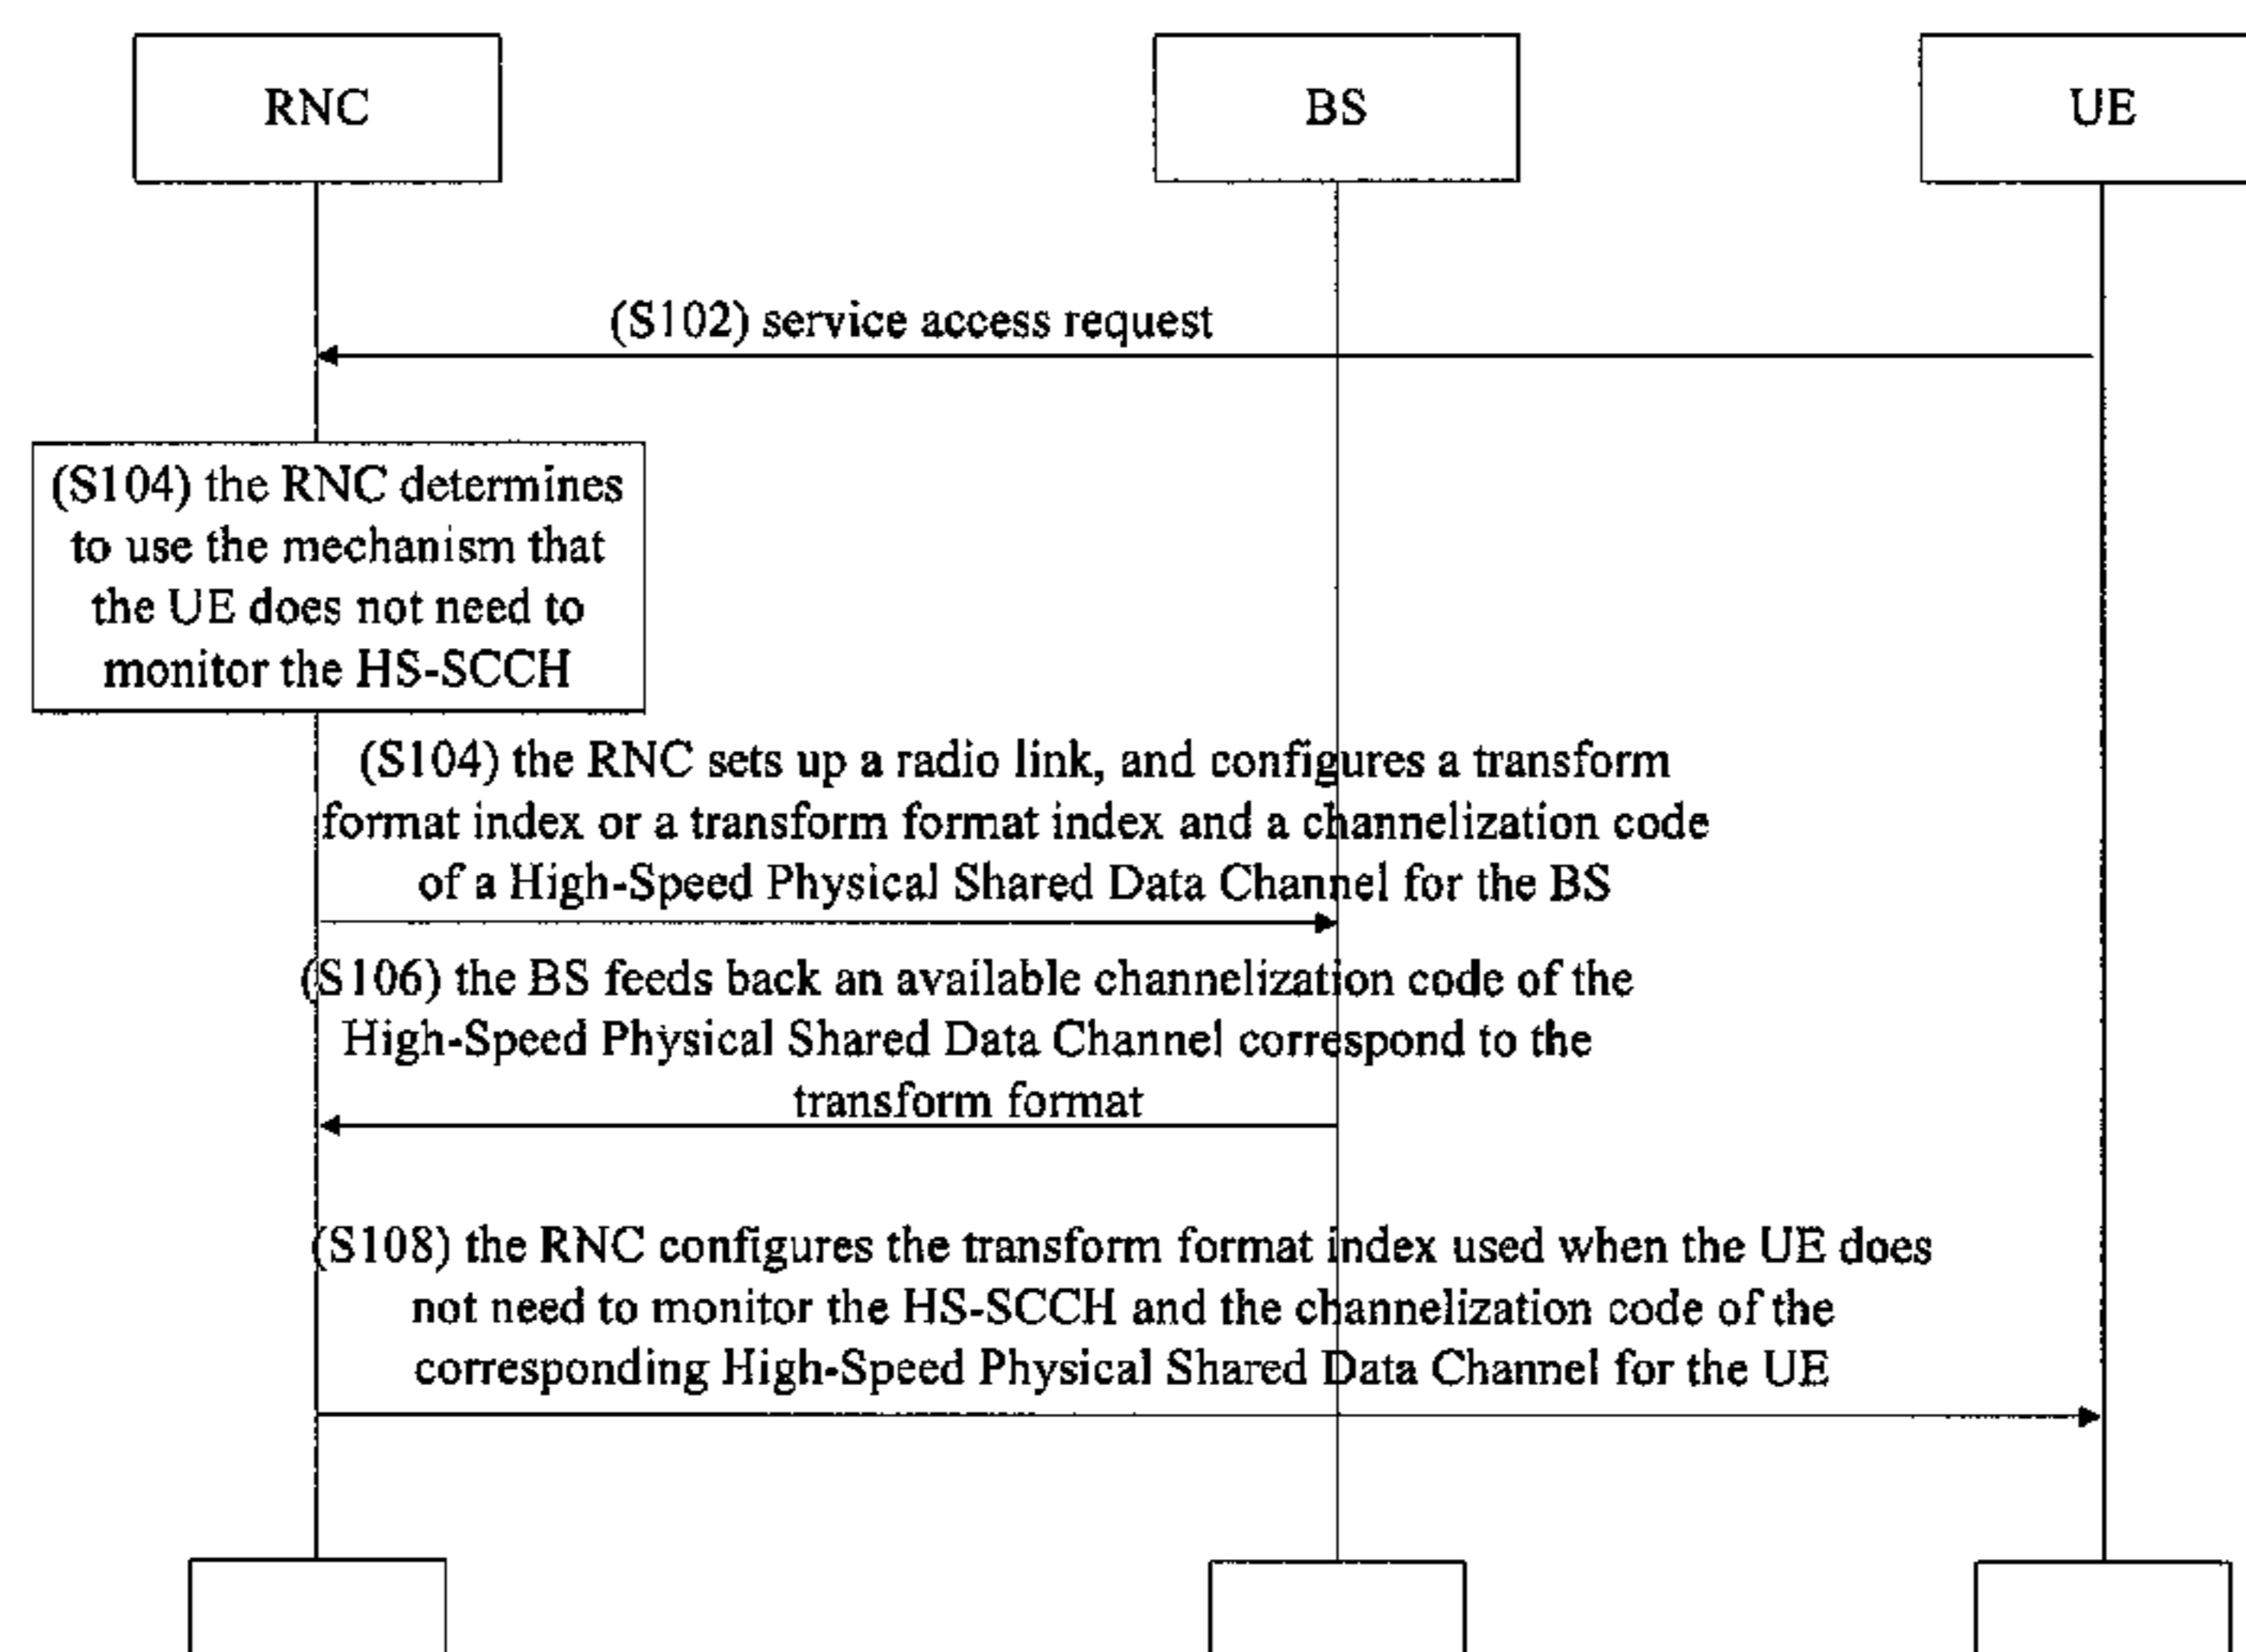 RNC
BS
UE
(S102) service access request
(S104) the RNC determines
to use the mechanism that
the UE does not need to
monitor the HS-SCCH
(S104) the RNC sets up a radio link, and configures a transform
format index or a transform format index and a channelization code
of a High-Speed Physical Shared Data Channel for the BS
(S106) the BS feeds back an available channelization code of the
High-Speed Physical Shared Data Channel correspond to the
transform format
(S108) the RNC configures the transform format index used when the UE does
not need to monitor the HS-SCCH and the channelization code of the
corresponding High-Speed Physical Shared Data Channel for the UE